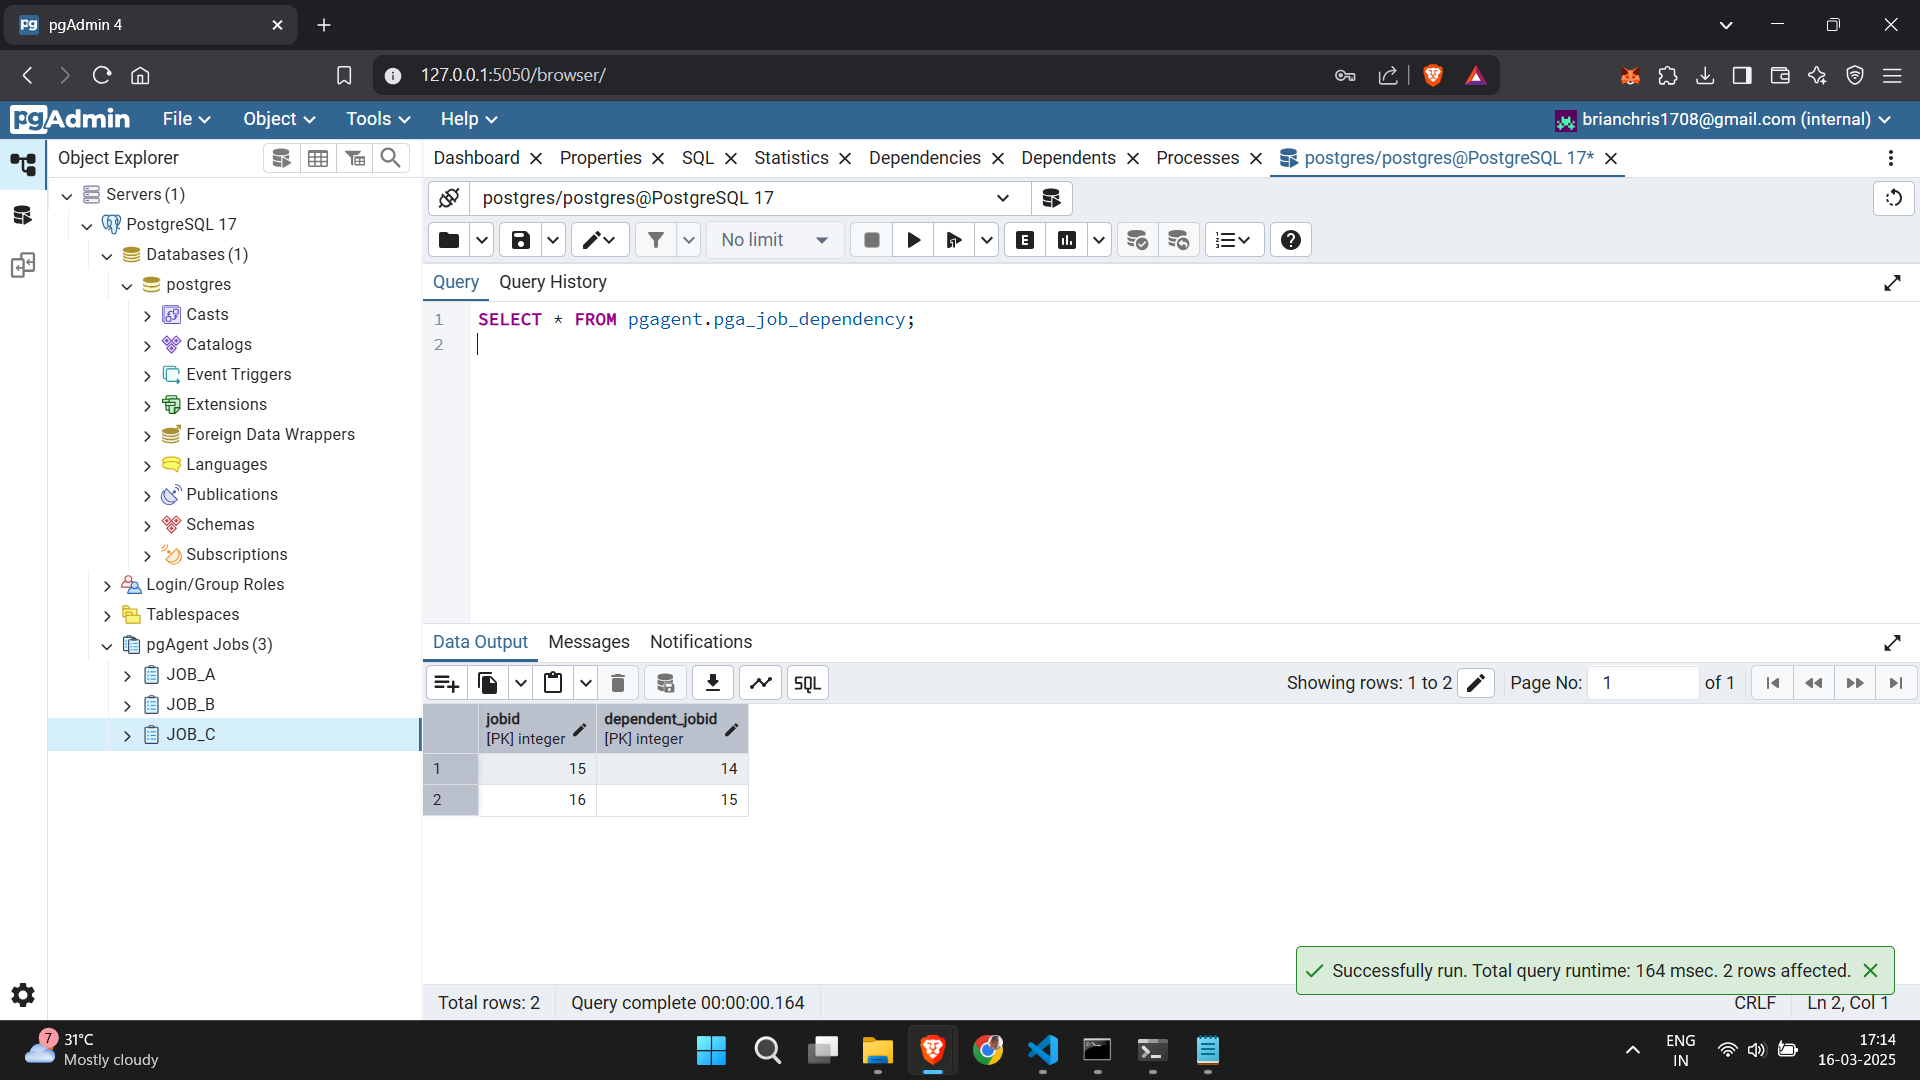 pg pgAdmin 4
127.0.0.1:5050/browser/
pgAdmin File Object Tools Help brianchris1708@gmail.com (internal)
Object Explorer
Dashboard Properties SQL Statistics Dependencies Dependents Processes postgres/postgres@PostgreSQL 17*
Servers (1)
PostgreSQL 17
Databases (1)
postgres
Casts
Catalogs
Event Triggers
Extensions
Foreign Data Wrappers
Languages
Publications
Schemas
Subscriptions
Login/Group Roles
Tablespaces
pgAgent Jobs (3)
JOB_A
JOB_B
JOB_C
postgres/postgres@PostgreSQL 17
No limit E
Query Query History
1 SELECT * FROM pgagent.pga_job_dependency;
2
Data Output Messages Notifications
SQL Showing rows: 1 to 2 Page No: 1 of 1
jobid dependent_jobid
[PK] integer [PK] integer
1 15 14
2 16 15
Successfully run. Total query runtime: 164 msec. 2 rows affected.
Total rows: 2 Query complete 00:00:00.164 CRLF Ln 2, Col 1
7 31°C
Mostly cloudy
ENG
IN
17:14
16-03-2025